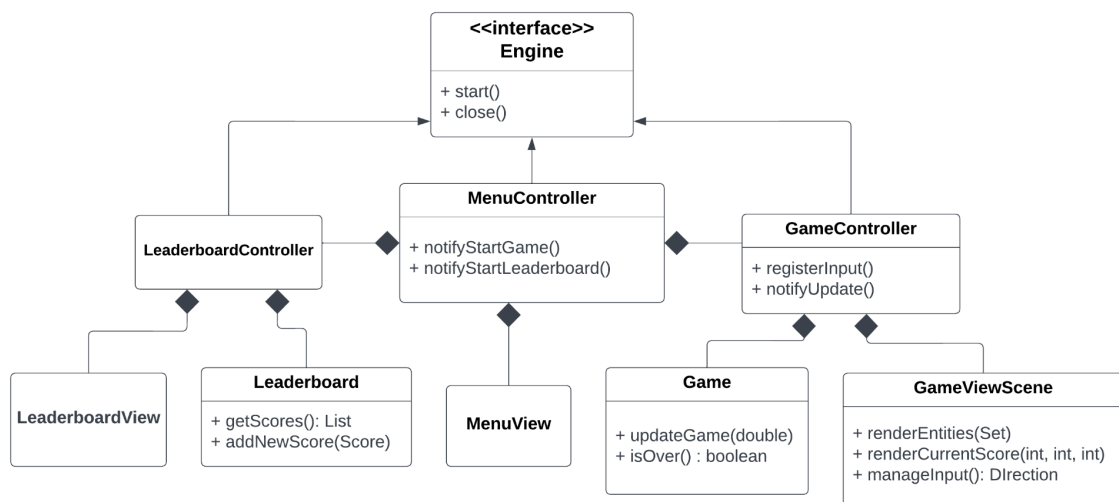 <<interface>>
Engine
+ start()
+ close()
MenuController
+ notifyStartGame()
+ notifyStartLeaderboard()
LeaderboardController
GameController
+ registerInput()
+ notifyUpdate()
LeaderboardView
Leaderboard
+ getScores(): List
+ addNewScore(Score)
MenuView
Game
+ updateGame(double)
+ isOver() : boolean
GameViewScene
+ renderEntities(Set)
+ renderCurrentScore(int, int, int)
+ manageInput(): DIrection